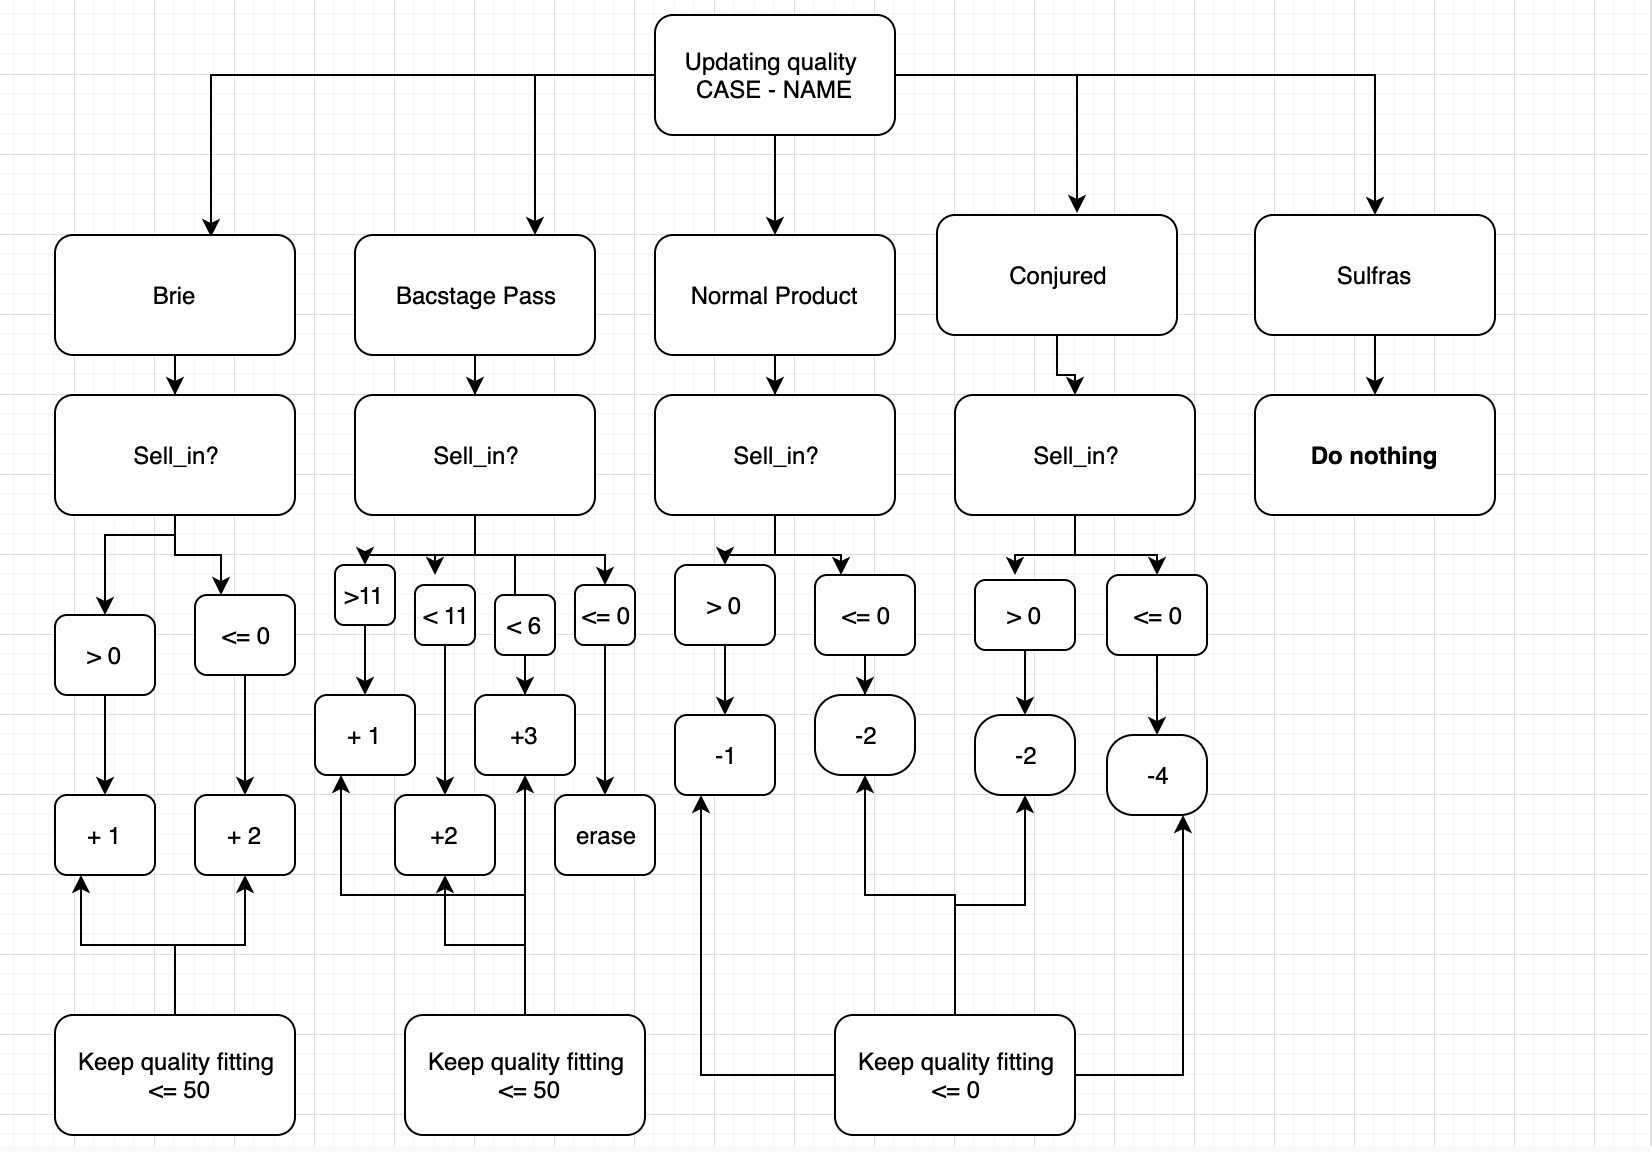 Updating quality
CASE - NAME
Brie
Bacstage Pass
Normal Product
Conjured
Sulfras
Sell_in?
Sell_in?
Sell_in?
Sell_in?
Do nothing
> 0
<= 0
>11
< 11
< 6
<= 0
> 0
<= 0
> 0
<= 0
+ 1
+ 2
+ 1
+2
+3
erase
-1
-2
-2
-4
Keep quality fitting
<= 50
Keep quality fitting
<= 50
Keep quality fitting
<= 0